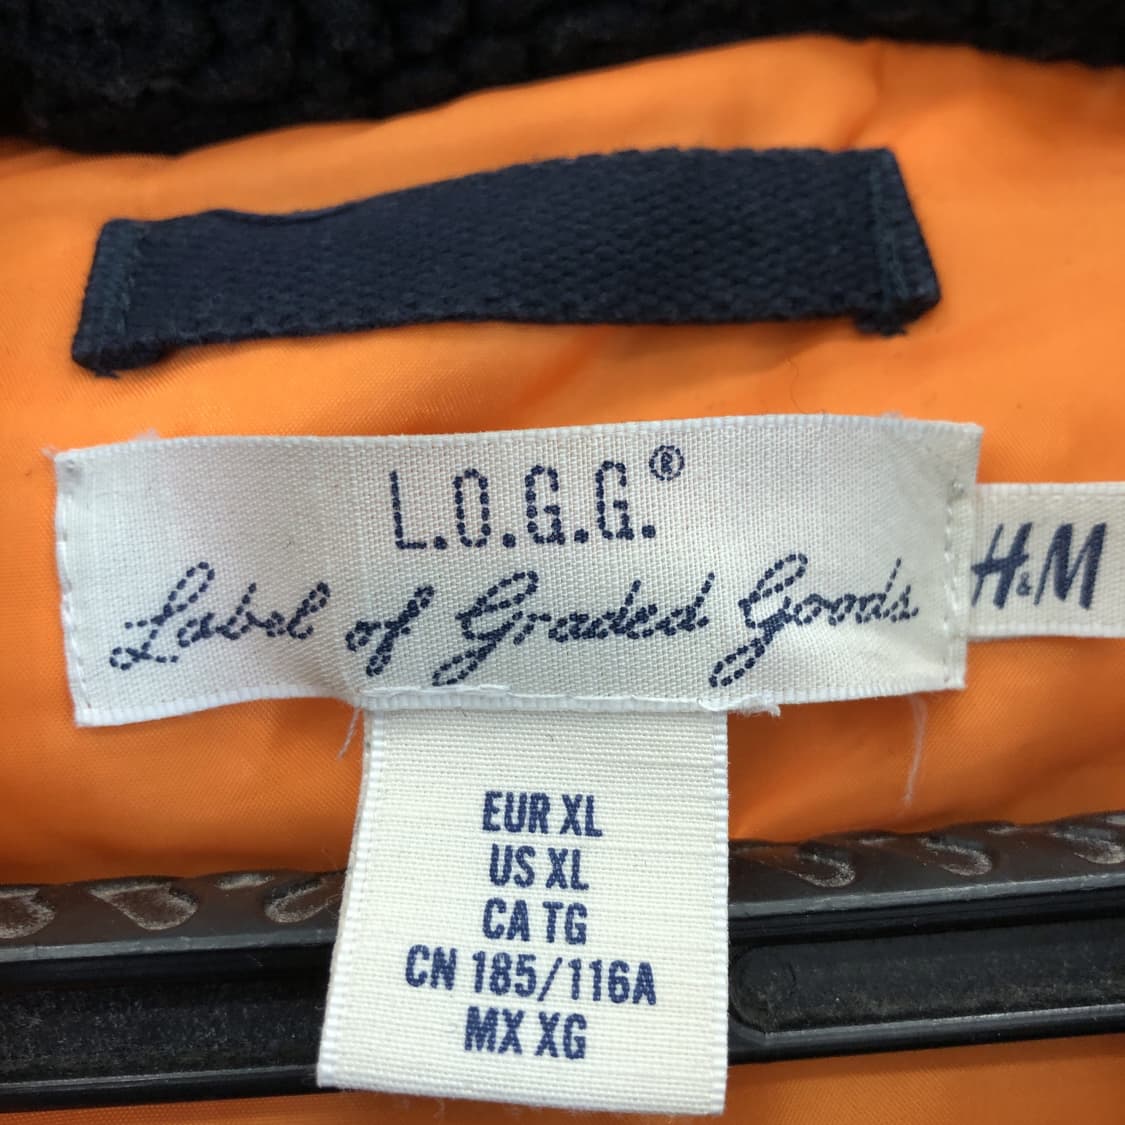 L.O.G.G.®
Label of Graded Goods
H&M
EUR XL
US XL
CA TG
CN 185/116A
MX XG